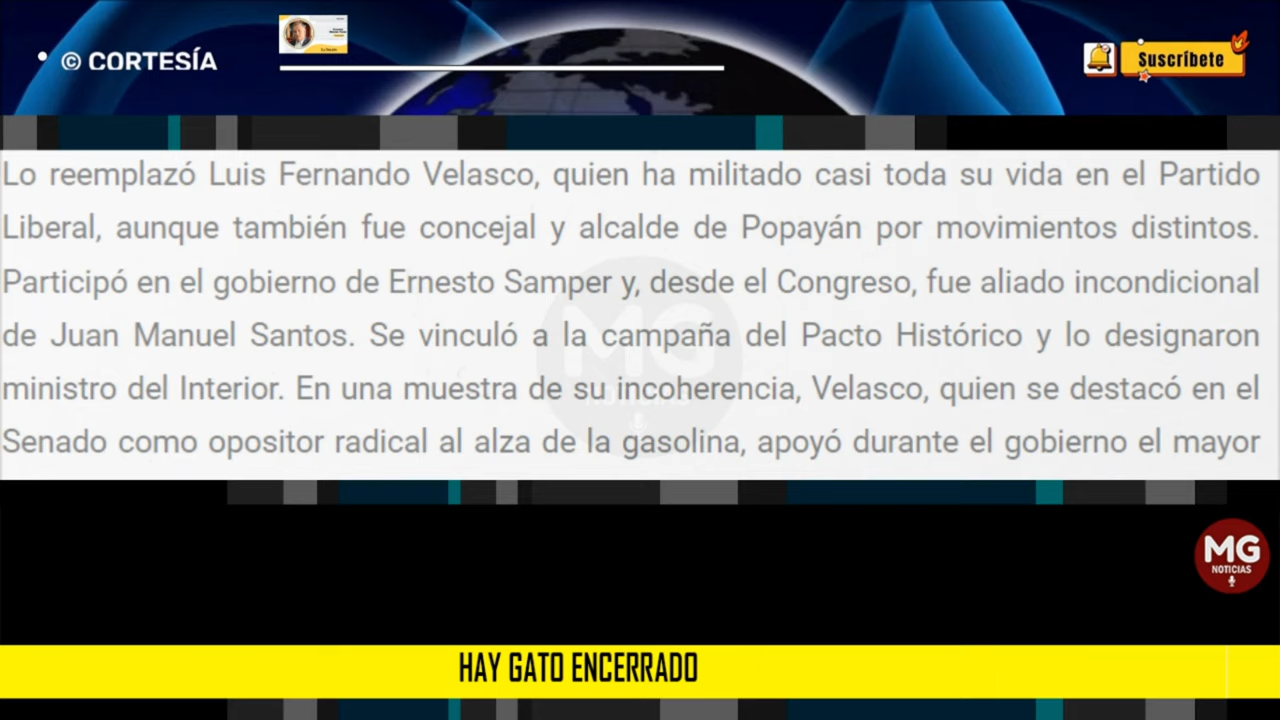 © CORTESÍA
Suscríbete
Lo reemplazó Luis Fernando Velasco, quien ha militado casi toda su vida en el Partido
Liberal, aunque también fue concejal y alcalde de Popayán por movimientos distintos.
Participó en el gobierno de Ernesto Samper y, desde el Congreso, fue aliado incondicional
de Juan Manuel Santos. Se vinculó a la campaña del Pacto Histórico y lo designaron
ministro del Interior. En una muestra de su incoherencia, Velasco, quien se destacó en el
Senado como opositor radical al alza de la gasolina, apoyó durante el gobierno el mayor
MG
NOTICIAS
MG
NOTICIAS
HAY GATO ENCERRADO